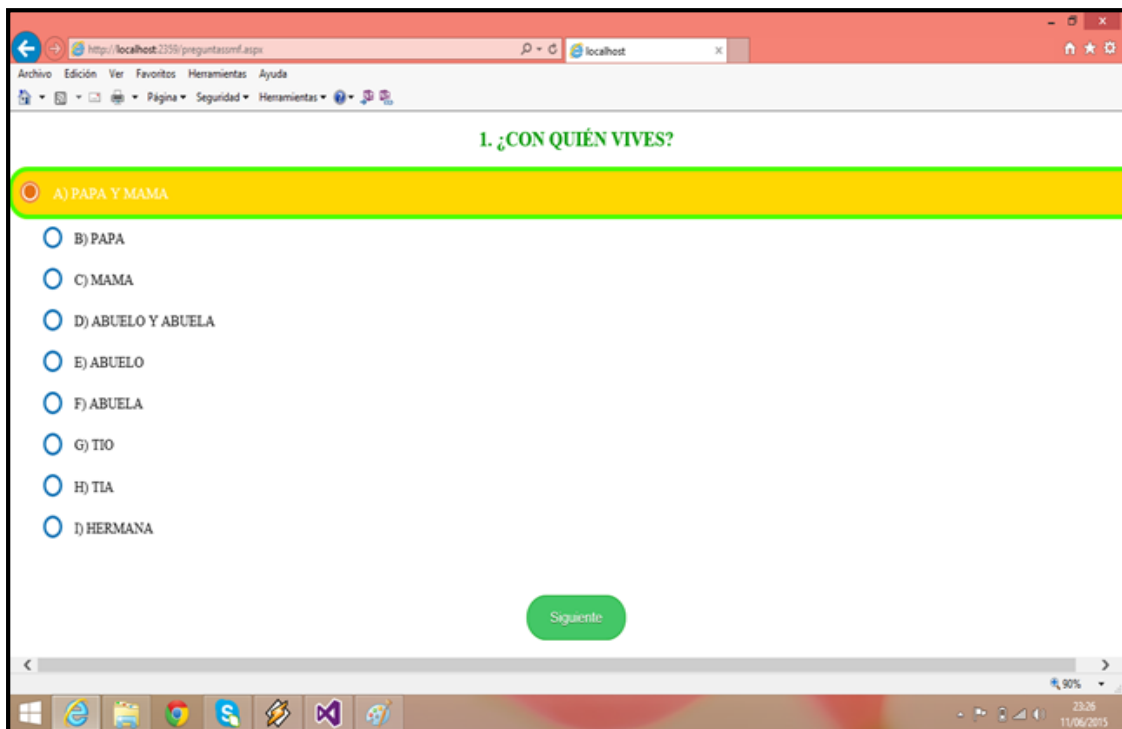 http://localhost:2359/preguntassmf.aspx
localhost
Archivo Edición Ver Favoritos Herramientas Ayuda
Página Seguridad Herramientas
1. ¿CON QUIÉN VIVES?
A) PAPA Y MAMA
B) PAPA
C) MAMA
D) ABUELO Y ABUELA
E) ABUELO
F) ABUELA
G) TIO
H) TIA
I) HERMANA
Siguiente
90%
23:26
11/06/2015